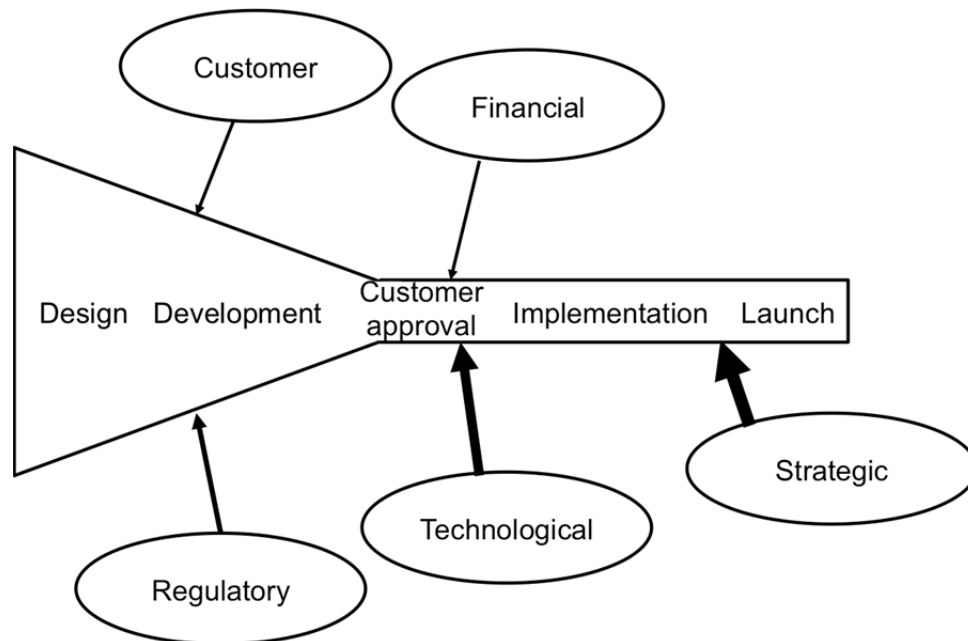 Customer
Financial
Design
Development
Customer
approval
Implementation
Launch
Strategic
Technological
Regulatory